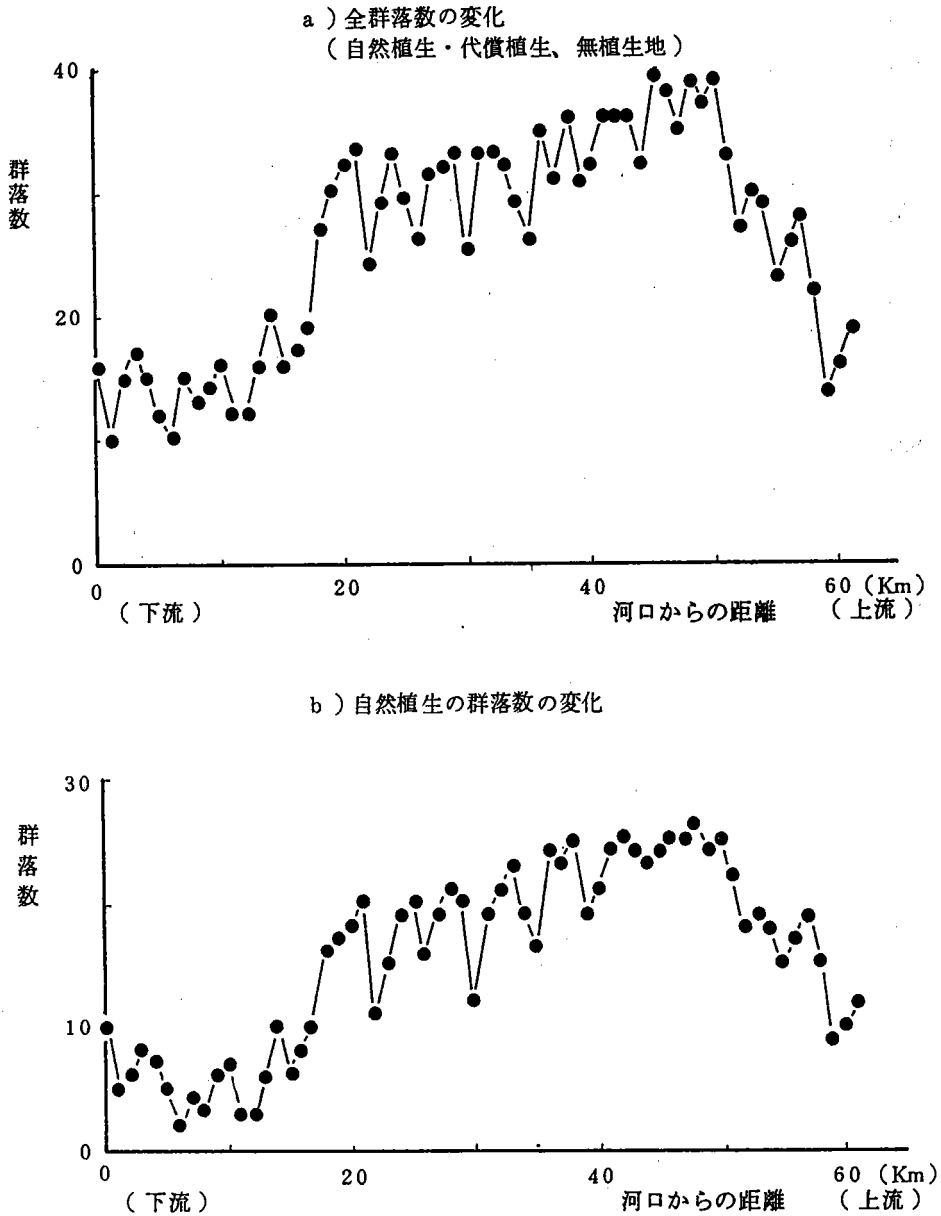 a ）全群落数の変化
（ 自然植生・代償植生、無植生地 ）
群落数
40
20
0
0 20 40 60 （Km）
（ 下流 ） 河口からの距離 （ 上流 ）
b ）自然植生の群落数の変化
群落数
30
10
0
0 20 40 60 （Km）
（ 下流 ） 河口からの距離 （ 上流 ）